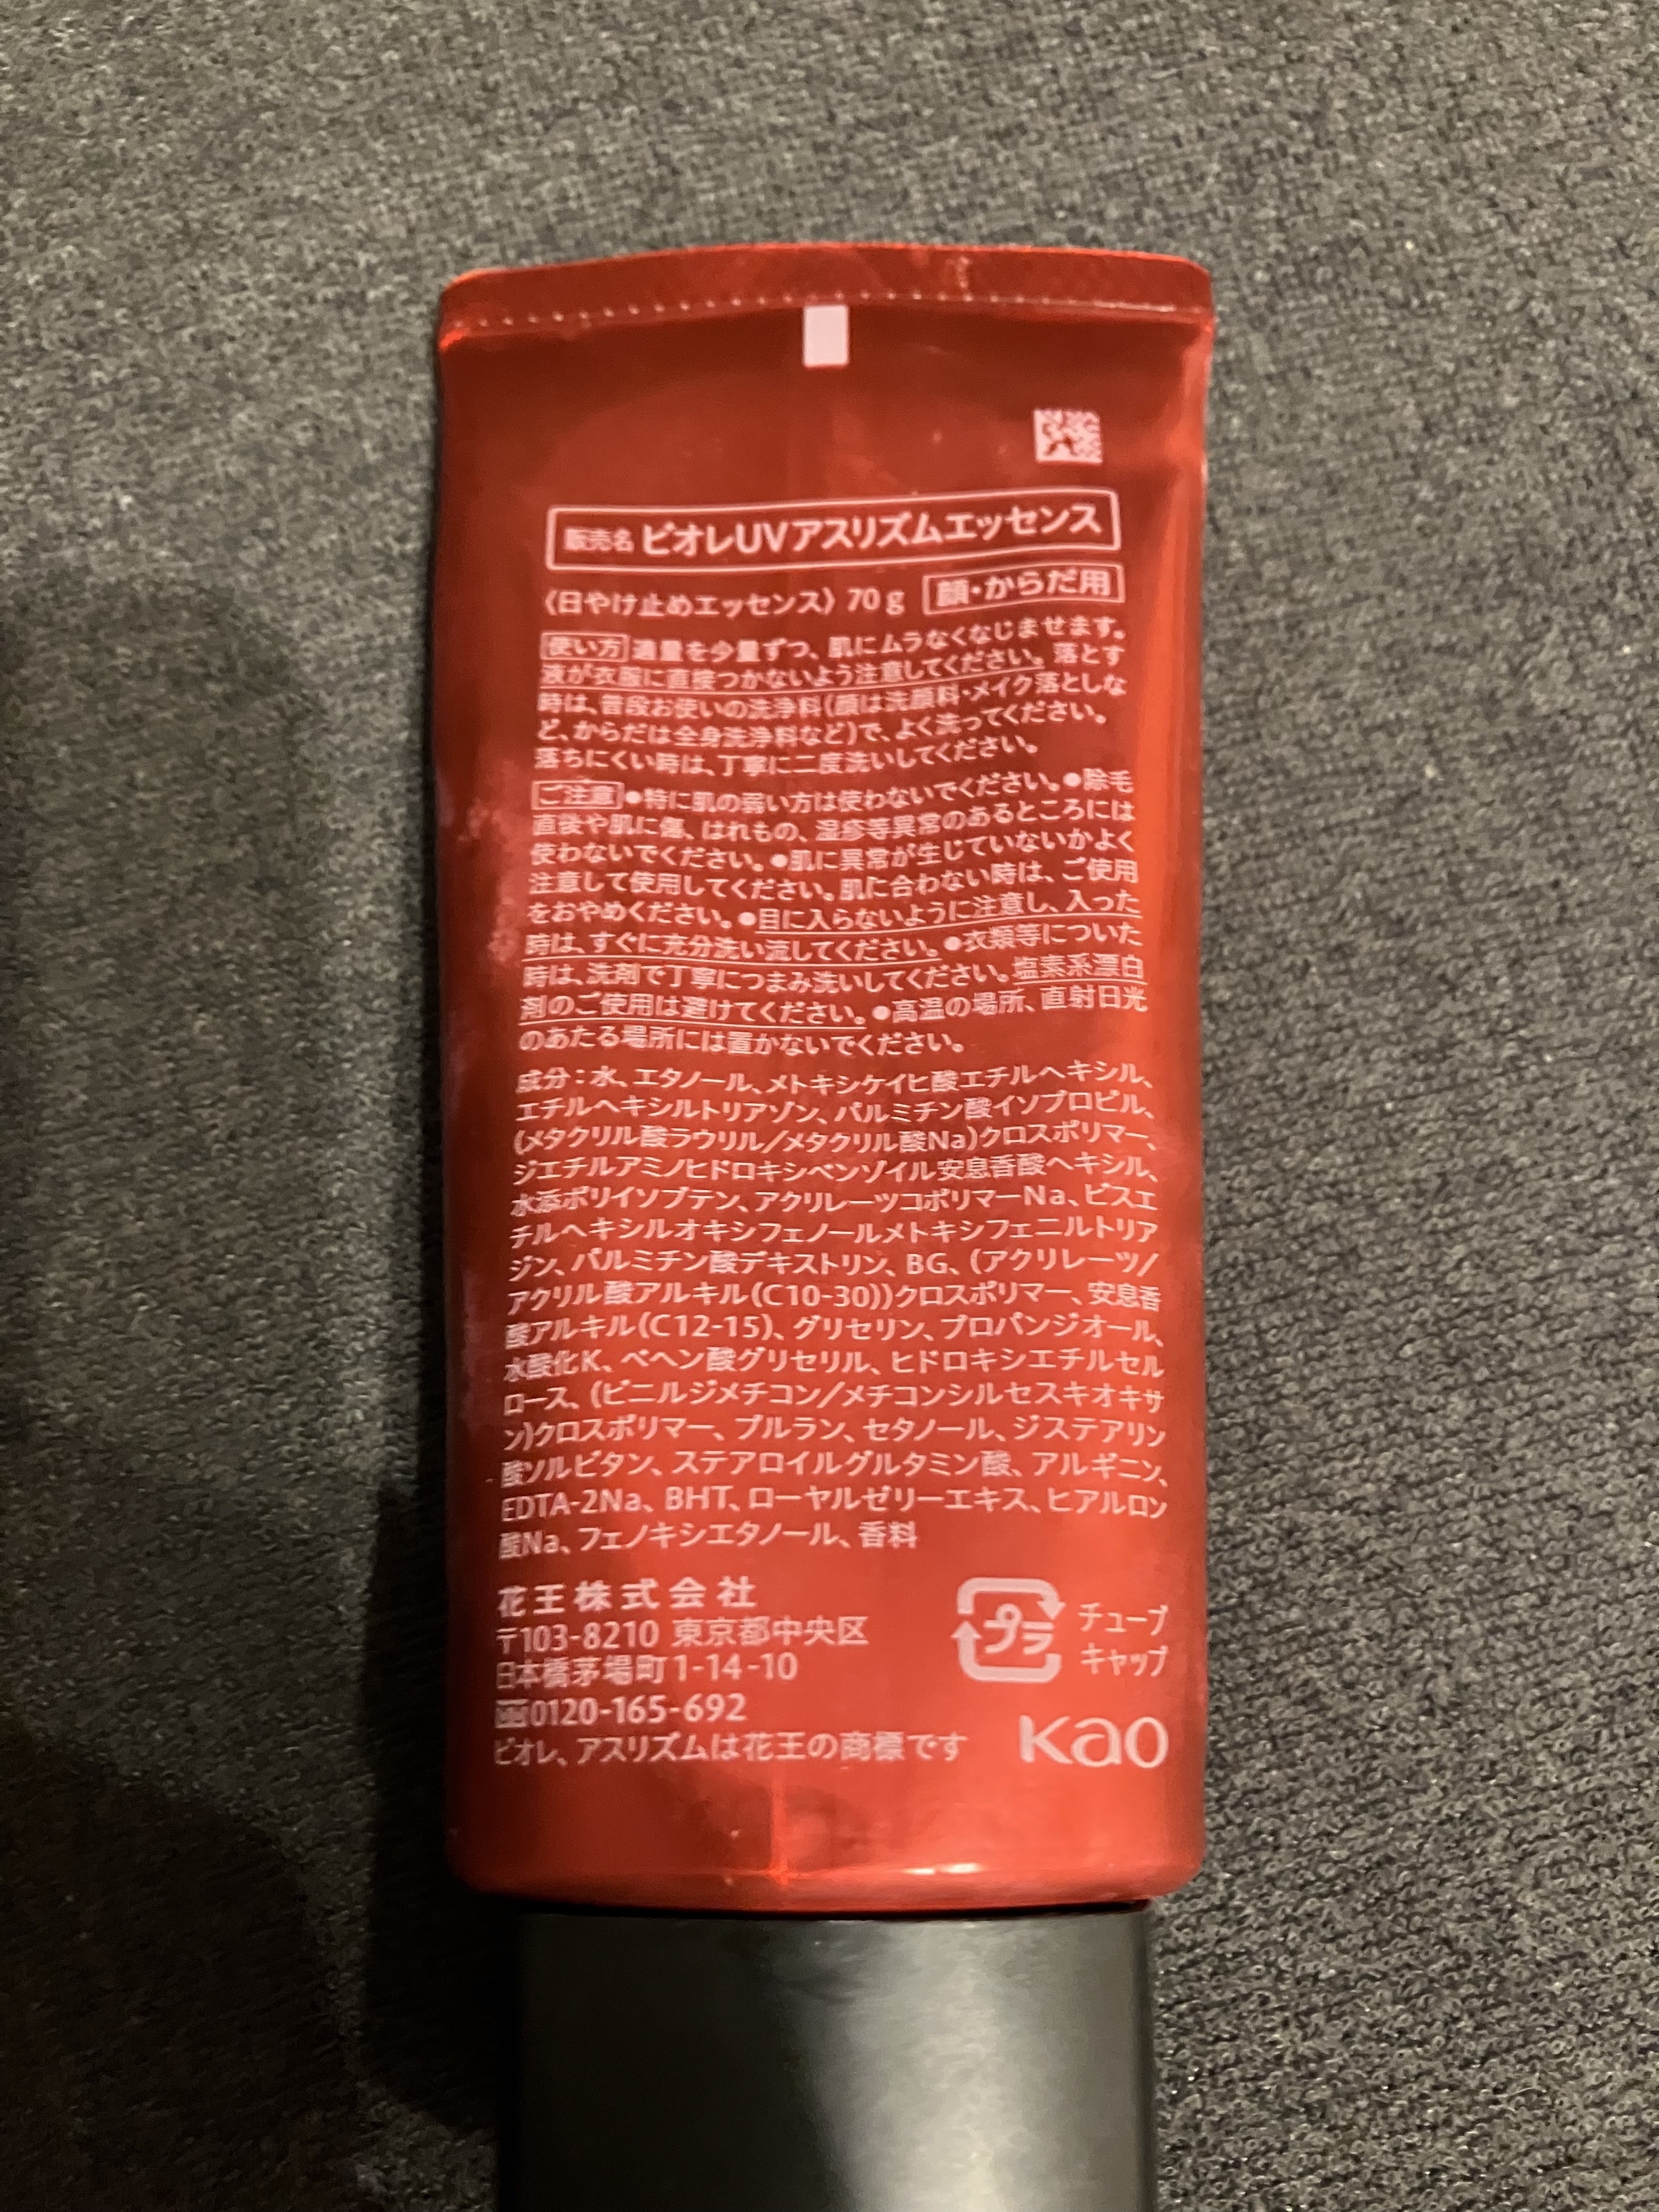 販売名 ビオレUVアスリズムエッセンス
〈日やけ止めエッセンス〉 70g 顔・からだ用
使い方 適量を少量ずつ、肌にムラなくなじませます。
液が衣服に直接つかないよう注意してください。落とす
時は、普段お使いの洗浄料(顔は洗顔料・メイク落としな
ど、からだは全身洗浄料など)で、よく洗ってください。
落ちにくい時は、丁寧に二度洗いしてください。
ご注意 ●特に肌の弱い方は使わないでください。●除毛
直後や肌に傷、はれもの、湿疹等異常のあるところには
使わないでください。●肌に異常が生じていないかよく
注意して使用してください。肌に合わない時は、ご使用
をおやめください。●目に入らないように注意し、入った
時は、すぐに充分洗い流してください。●衣類等についた
時は、洗剤で丁寧につまみ洗いしてください。塩素系漂白
剤のご使用は避けてください。●高温の場所、直射日光
のあたる場所には置かないでください。
成分：水、エタノール、メトキシケイヒ酸エチルヘキシル、
エチルヘキシルトリアゾン、パルミチン酸イソプロピル、
(メタクリル酸ラウリル/メタクリル酸Na)クロスポリマー、
ジエチルアミノヒドロキシベンゾイル安息香酸ヘキシル、
水添ポリイソブテン、アクリレーツコポリマーNa、ビスエ
チルヘキシルオキシフェノールメトキシフェニルトリア
ジン、パルミチン酸デキストリン、BG、(アクリレーツ/
アクリル酸アルキル(C10-30))クロスポリマー、安息香
酸アルキル(C12-15)、グリセリン、プロパンジオール、
水酸化K、ベヘン酸グリセリル、ヒドロキシエチルセル
ロース、(ビニルジメチコン/メチコンシルセスキオキサ
ン)クロスポリマー、プルラン、セタノール、ジステアリン
酸ソルビタン、ステアロイルグルタミン酸、アルギニン、
EDTA-2Na、BHT、ローヤルゼリーエキス、ヒアルロン
酸Na、フェノキシエタノール、香料
花王株式会社
〒103-8210 東京都中央区
日本橋茅場町1-14-10
0120-165-692
ビオレ、アスリズムは花王の商標です
プラ
チューブ
キャップ
Kao